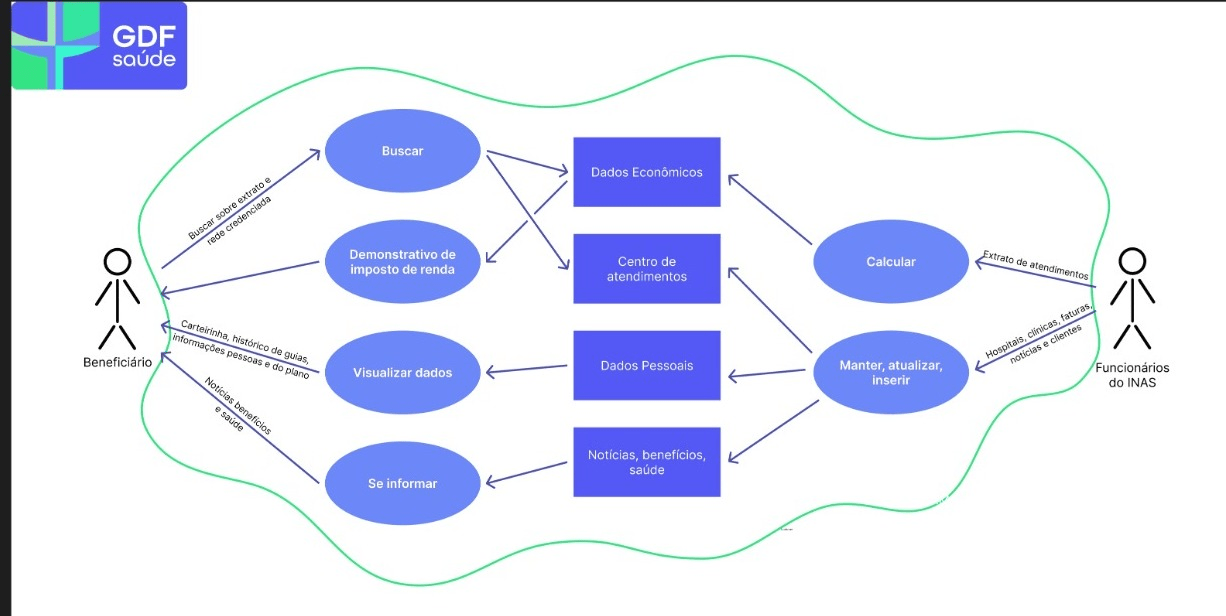 GDF
saúde
Buscar
Dados Econômicos
Buscar sobre extrato e
rede credenciada
Demonstrativo de
imposto de renda
Centro de
atendimentos
Calcular
Extrato de atendimentos
Beneficiário
Carteirinha, histórico de guias,
informações pessoas e do plano
Visualizar dados
Dados Pessoais
Manter, atualizar,
inserir
Hospitais, clínicas, faturas,
notícias e clientes
Funcionários
do INAS
Notícias benefícios
e saúde
Se informar
Notícias, benefícios,
saúde